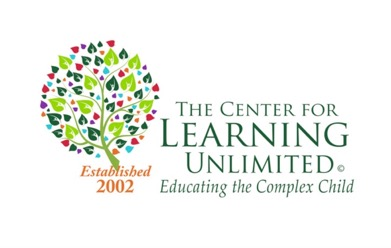 THE CENTER FOR
LEARNING
UNLIMITED©
Educating the Complex Child
Established
2002